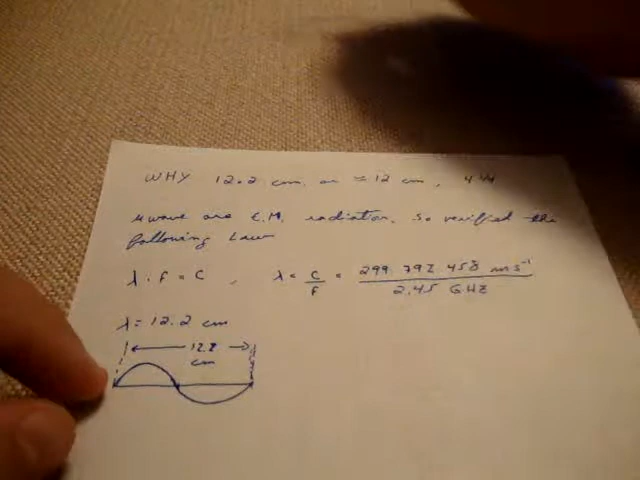 WHY 12.2 cm. or ≈ 12 cm, 4 3/4
μwave are E.M. radiation. So verified the
following Law
λ · f = c , λ = c/f = 299 792 458 ms⁻¹ / 2.45 GHz
λ = 12.2 cm
12.2
cm